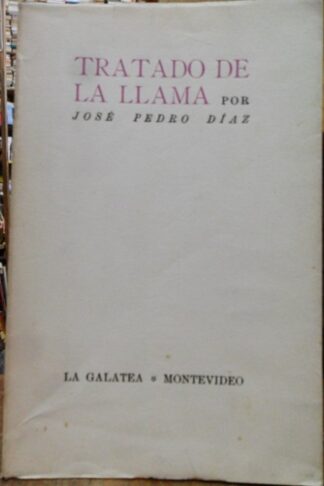 TRATADO DE
LA LLAMA POR
JOSÉ PEDRO DÍAZ
LA GALATEA * MONTEVIDEO